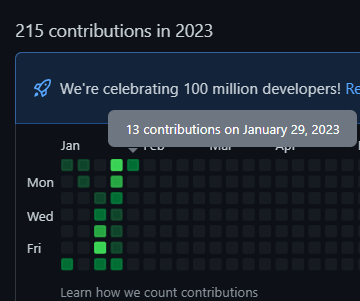 215 contributions in 2023
We're celebrating 100 million developers! Re
13 contributions on January 29, 2023
Jan Feb Mar Apr
Mon
Wed
Fri
Learn how we count contributions